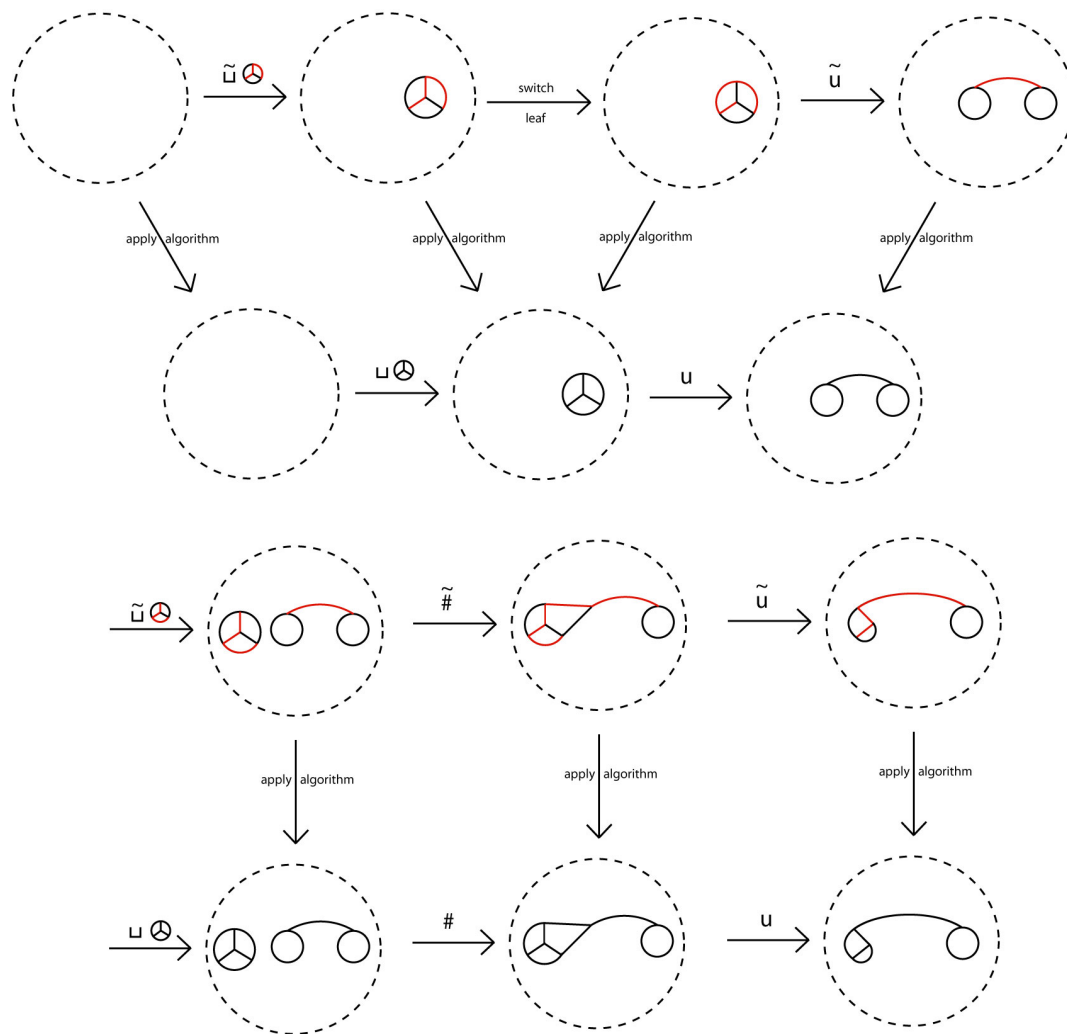 ⊔̃
switch
leaf
ũ
apply algorithm
apply algorithm
apply algorithm
apply algorithm
⊔
u
⊔̃
#̃
ũ
apply algorithm
apply algorithm
apply algorithm
⊔
#
u